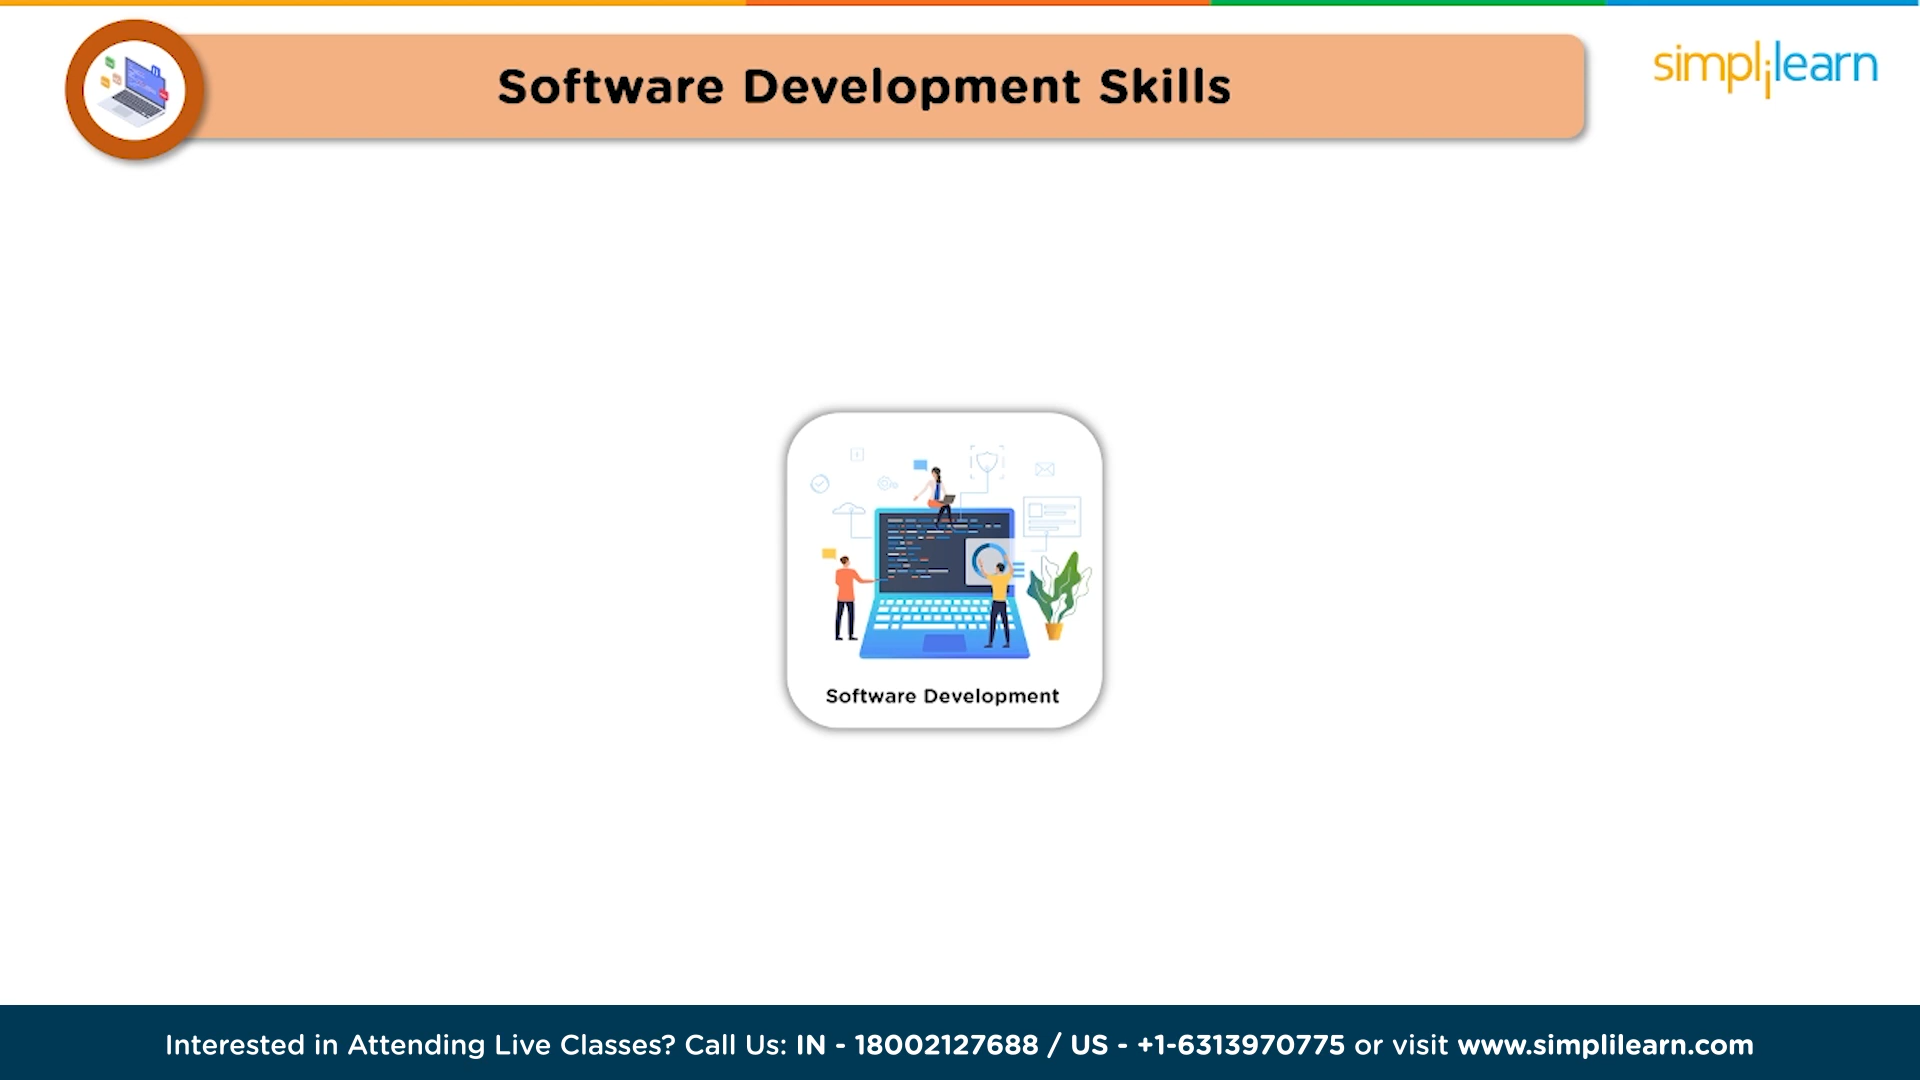 Software Development Skills
simplilearn
Software Development
Interested in Attending Live Classes? Call Us: IN - 18002127688 / US - +1-6313970775 or visit www.simplilearn.com